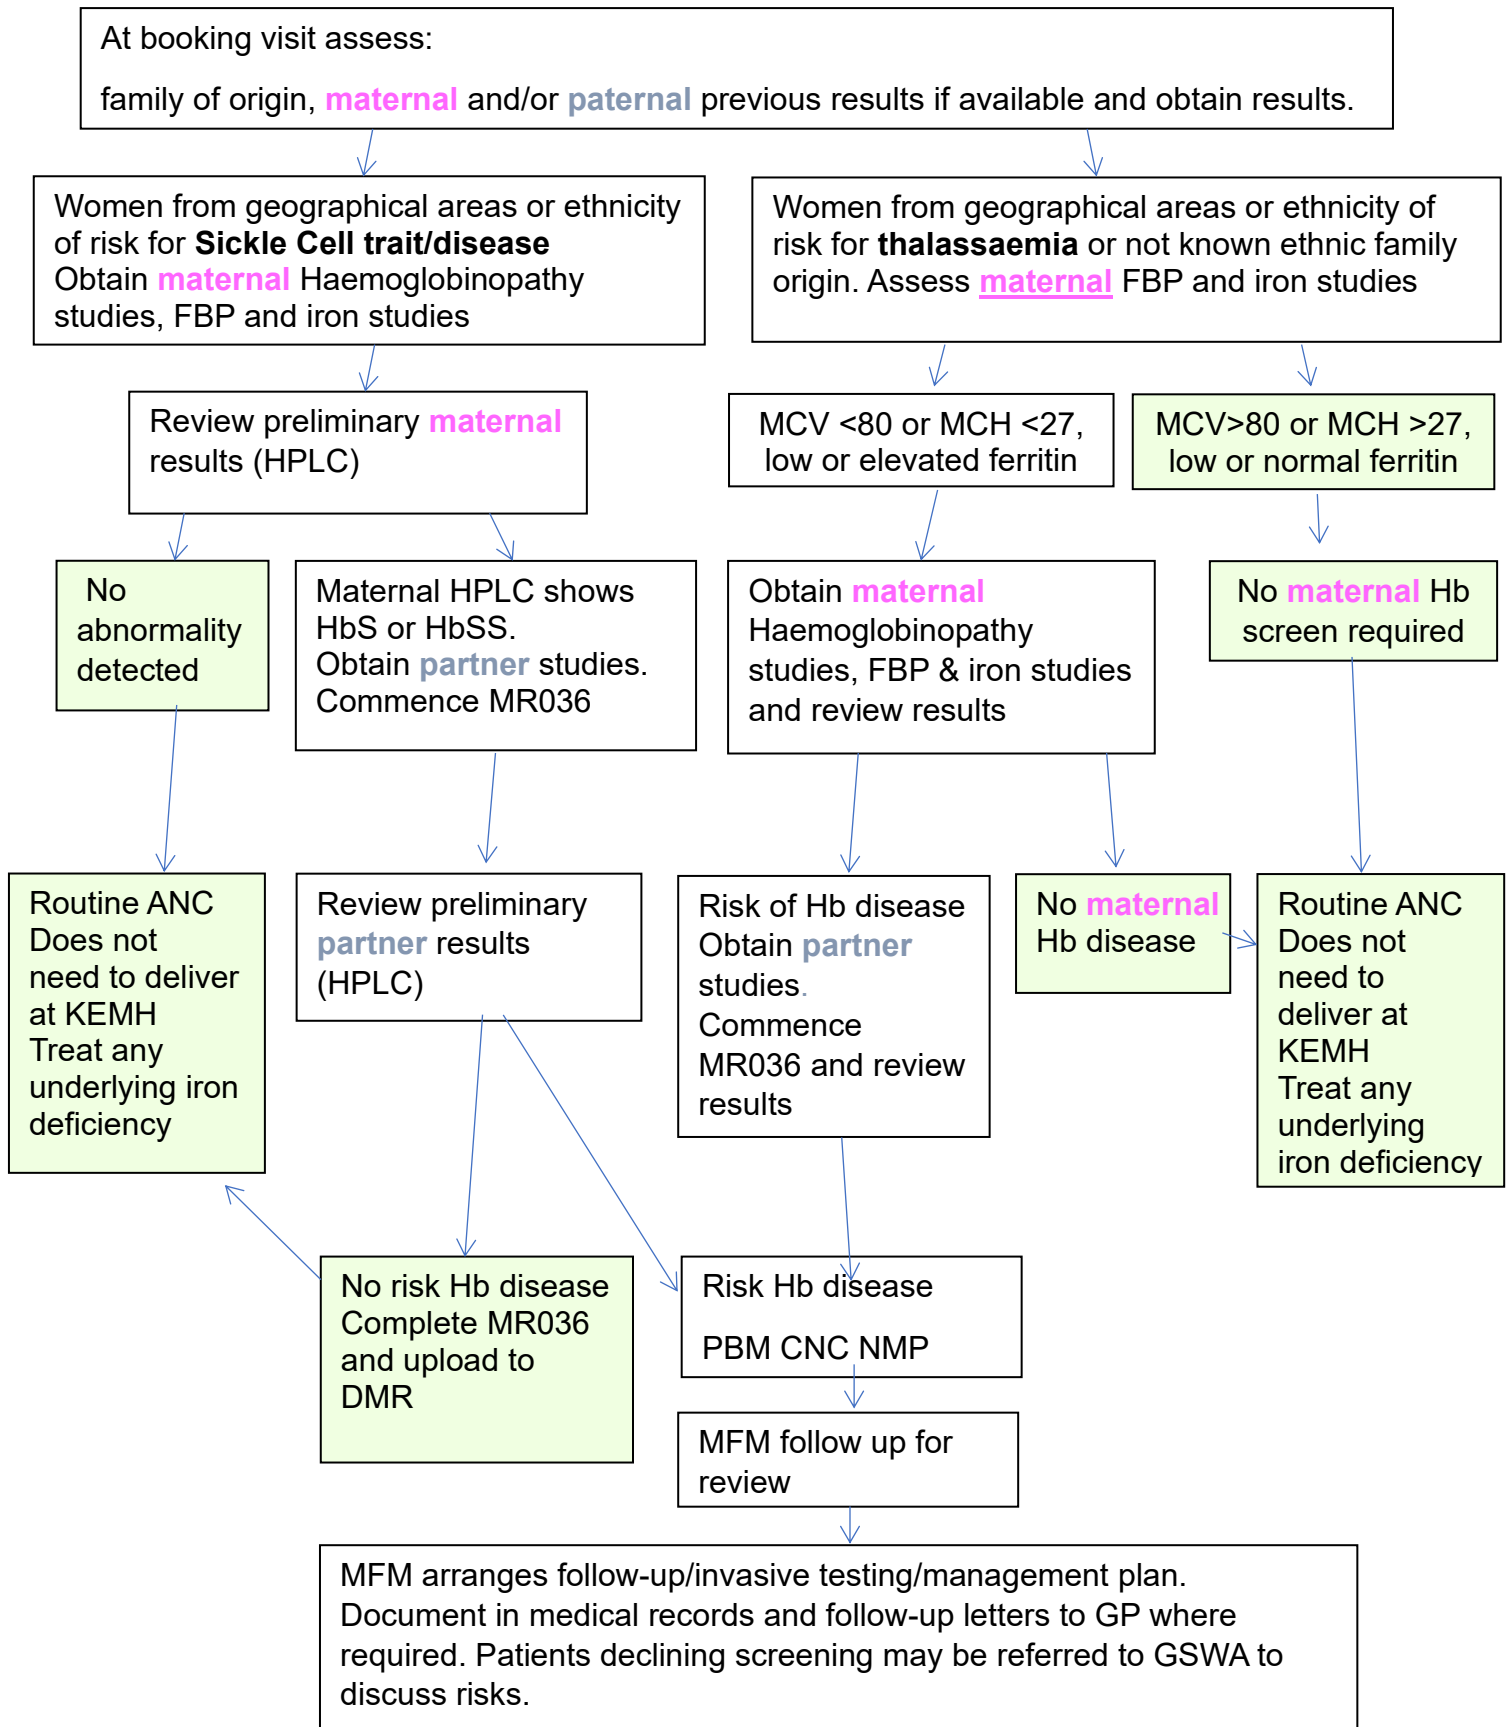 At booking visit assess:
family of origin, maternal and/or paternal previous results if available and obtain results.
Women from geographical areas or ethnicity
of risk for Sickle Cell trait/disease
Obtain maternal Haemoglobinopathy
studies, FBP and iron studies
Women from geographical areas or ethnicity of
risk for thalassaemia or not known ethnic family
origin. Assess maternal FBP and iron studies
Review preliminary maternal
results (HPLC)
MCV <80 or MCH <27,
low or elevated ferritin
MCV>80 or MCH >27,
low or normal ferritin
No
abnormality
detected
Maternal HPLC shows
HbS or HbSS.
Obtain partner studies.
Commence MR036
Obtain maternal
Haemoglobinopathy
studies, FBP & iron studies
and review results
No maternal Hb
screen required
Routine ANC
Does not
need to deliver
at KEMH
Treat any
underlying iron
deficiency
Review preliminary
partner results
(HPLC)
Risk of Hb disease
Obtain partner
studies.
Commence
MR036 and review
results
No maternal
Hb disease
Routine ANC
Does not
need to
deliver at
KEMH
Treat any
underlying
iron deficiency
No risk Hb disease
Complete MR036
and upload to
DMR
Risk Hb disease
PBM CNC NMP
MFM follow up for
review
MFM arranges follow-up/invasive testing/management plan.
Document in medical records and follow-up letters to GP where
required. Patients declining screening may be referred to GSWA to
discuss risks.